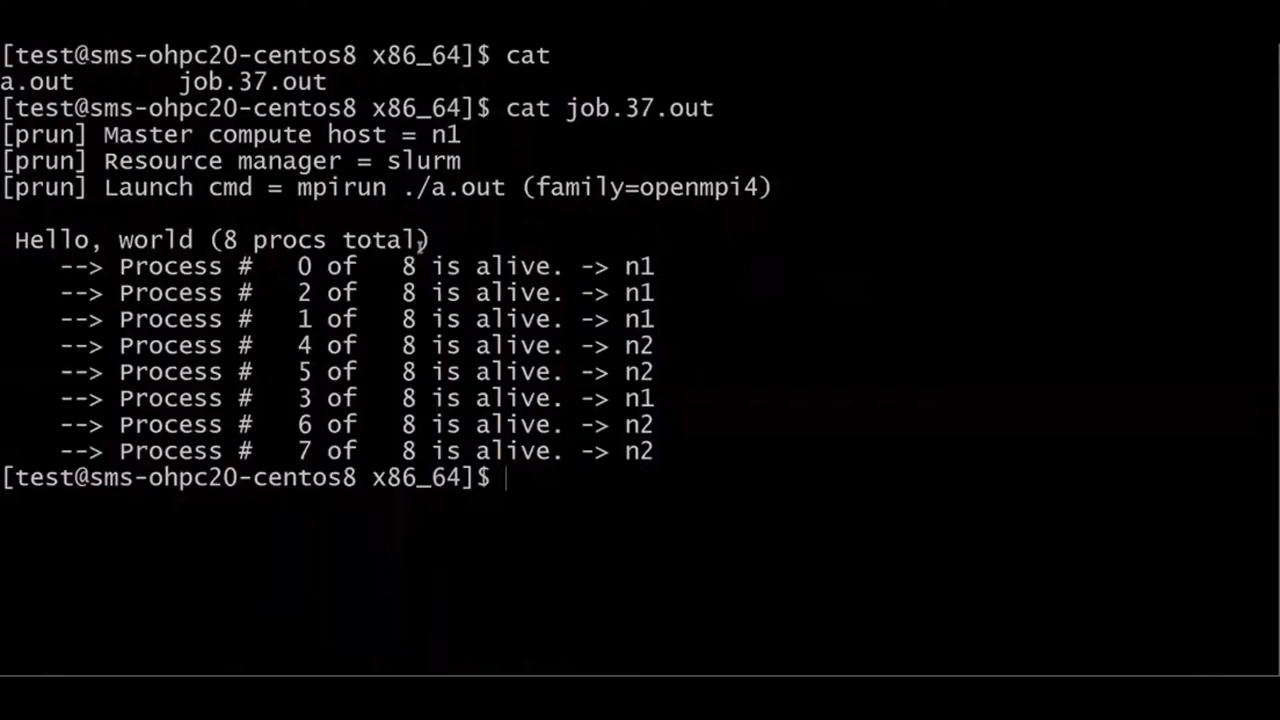 [test@sms-ohpc20-centos8 x86_64]$ cat
a.out       job.37.out
[test@sms-ohpc20-centos8 x86_64]$ cat job.37.out
[prun] Master compute host = n1
[prun] Resource manager = slurm
[prun] Launch cmd = mpirun ./a.out (family=openmpi4)

 Hello, world (8 procs total)
    --> Process #   0 of   8 is alive. -> n1
    --> Process #   2 of   8 is alive. -> n1
    --> Process #   1 of   8 is alive. -> n1
    --> Process #   4 of   8 is alive. -> n2
    --> Process #   5 of   8 is alive. -> n2
    --> Process #   3 of   8 is alive. -> n1
    --> Process #   6 of   8 is alive. -> n2
    --> Process #   7 of   8 is alive. -> n2
[test@sms-ohpc20-centos8 x86_64]$